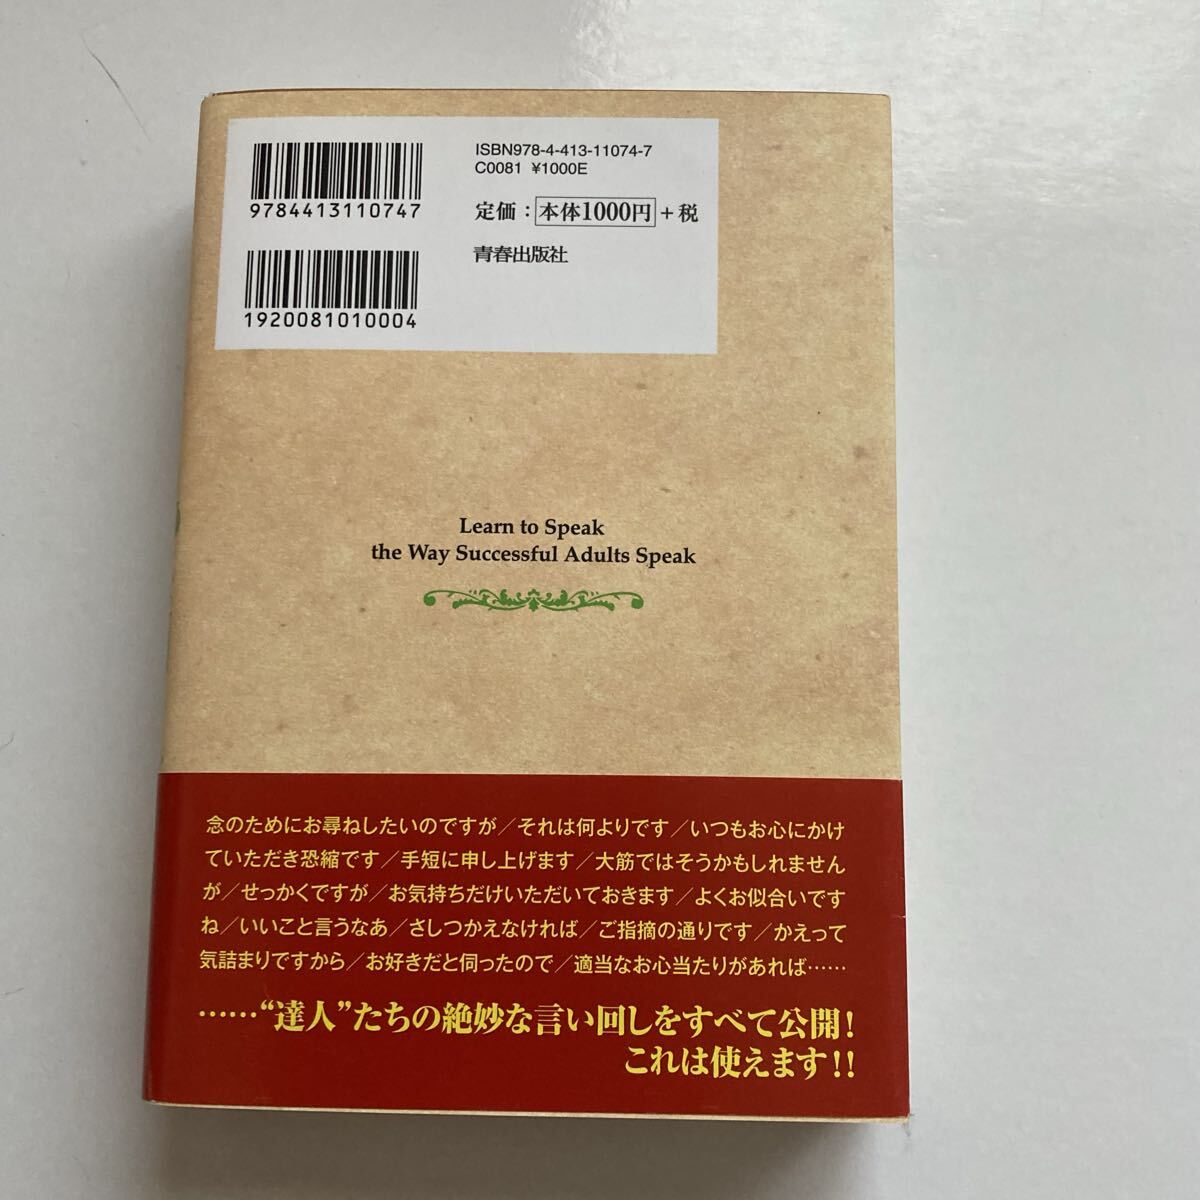 ISBN978-4-413-11074-7
C0081 ¥1000E
9784413110747
定価：本体1000円＋税
青春出版社
1920081010004
Learn to Speak
the Way Successful Adults Speak
念のためにお尋ねしたいのですが／それは何よりです／いつもお心にかけ
ていただき恐縮です／手短に申し上げます／大筋ではそうかもしれません
が／せっかくですが／お気持ちだけいただいておきます／よくお似合いです
ね／いいこと言うなあ／さしつかえなければ／ご指摘の通りです／かえって
気詰まりですから／お好きだと伺ったので／適当なお心当たりがあれば……
……“達人”たちの絶妙な言い回しをすべて公開！
これは使えます!!